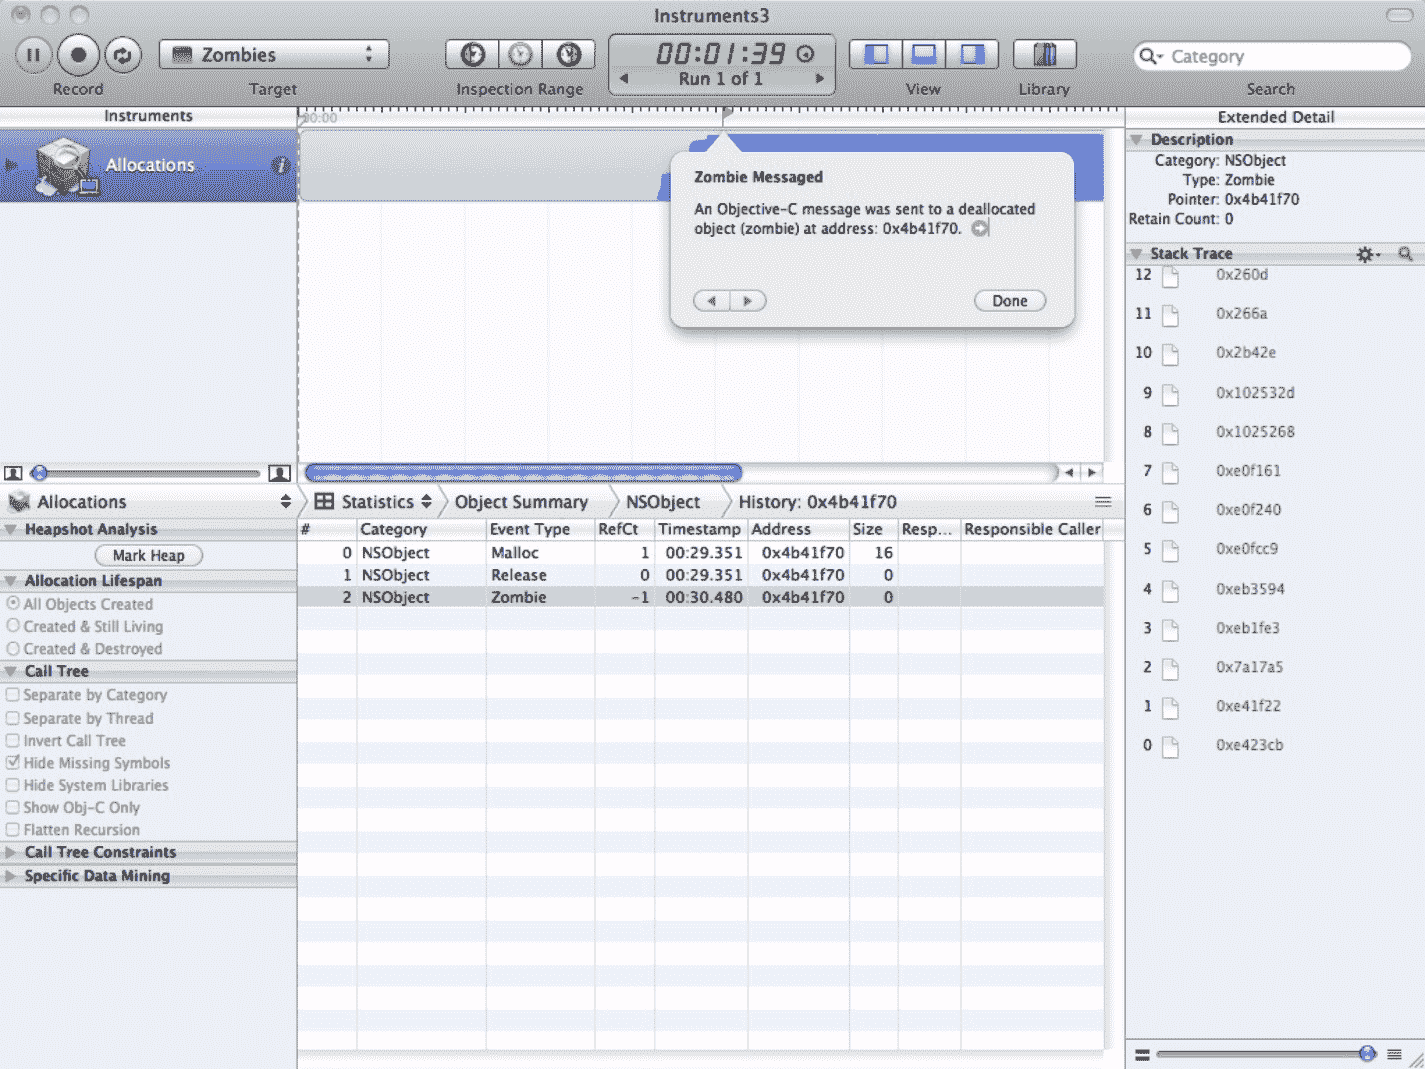 Instruments3
Zombies
00:01:39
Run 1 of 1
Category
Record
Target
Inspection Range
View
Library
Search
Instruments
00:00
Allocations
Zombie Messaged
An Objective-C message was sent to a deallocated
object (zombie) at address: 0x4b41f70.
Done
Extended Detail
Description
Category: NSObject
Type: Zombie
Pointer: 0x4b41f70
Retain Count: 0
Stack Trace
12 0x260d
11 0x266a
10 0x2b42e
9 0x102532d
8 0x1025268
7 0xe0f161
6 0xe0f240
5 0xe0fcc9
4 0xeb3594
3 0xeb1fe3
2 0x7a17a5
1 0xe41f22
0 0xe423cb
Allocations
Statistics
Object Summary
NSObject
History: 0x4b41f70
Heapshot Analysis
Mark Heap
Allocation Lifespan
All Objects Created
Created & Still Living
Created & Destroyed
Call Tree
Separate by Category
Separate by Thread
Invert Call Tree
Hide Missing Symbols
Hide System Libraries
Show Obj-C Only
Flatten Recursion
Call Tree Constraints
Specific Data Mining
# Category Event Type RefCt Timestamp Address Size Resp... Responsible Caller
0 NSObject Malloc 1 00:29.351 0x4b41f70 16
1 NSObject Release 0 00:29.351 0x4b41f70 0
2 NSObject Zombie -1 00:30.480 0x4b41f70 0